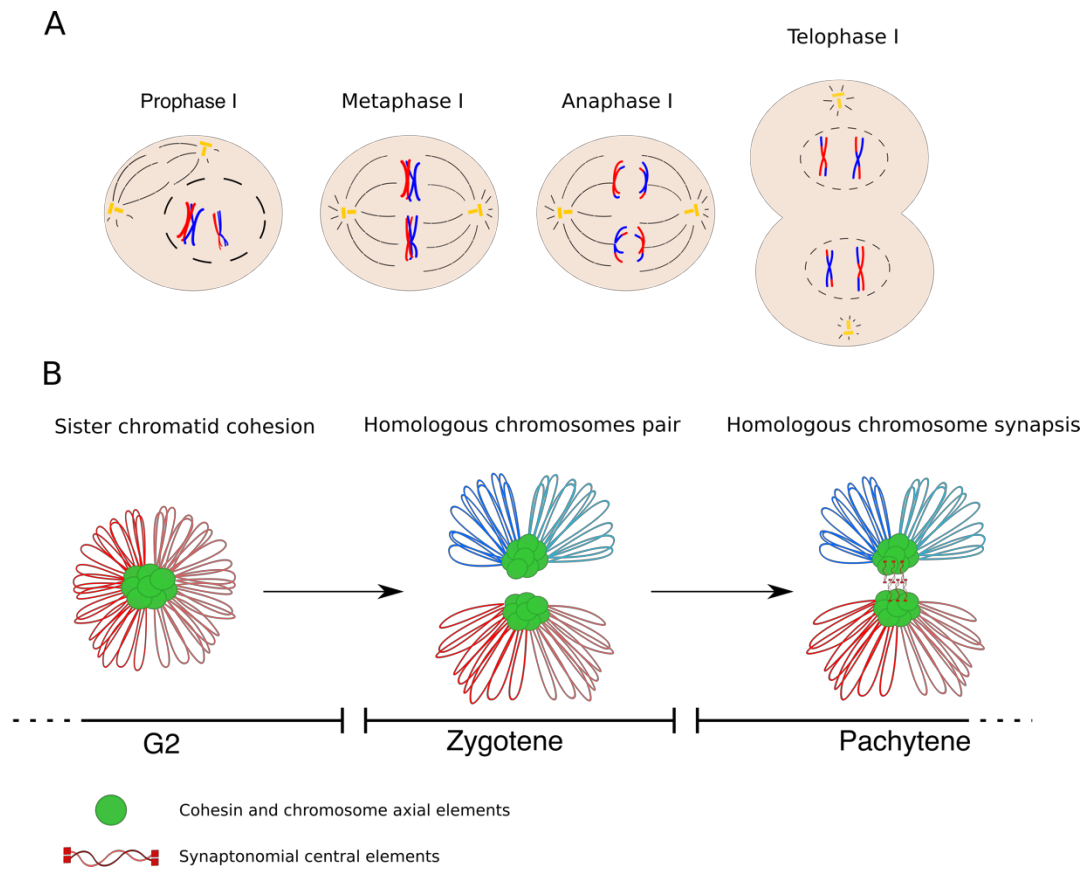 A
Telophase I
Prophase I
Metaphase I
Anaphase I
B
Sister chromatid cohesion
Homologous chromosomes pair
Homologous chromosome synapsis
G2
Zygotene
Pachytene
Cohesin and chromosome axial elements
Synaptonomial central elements